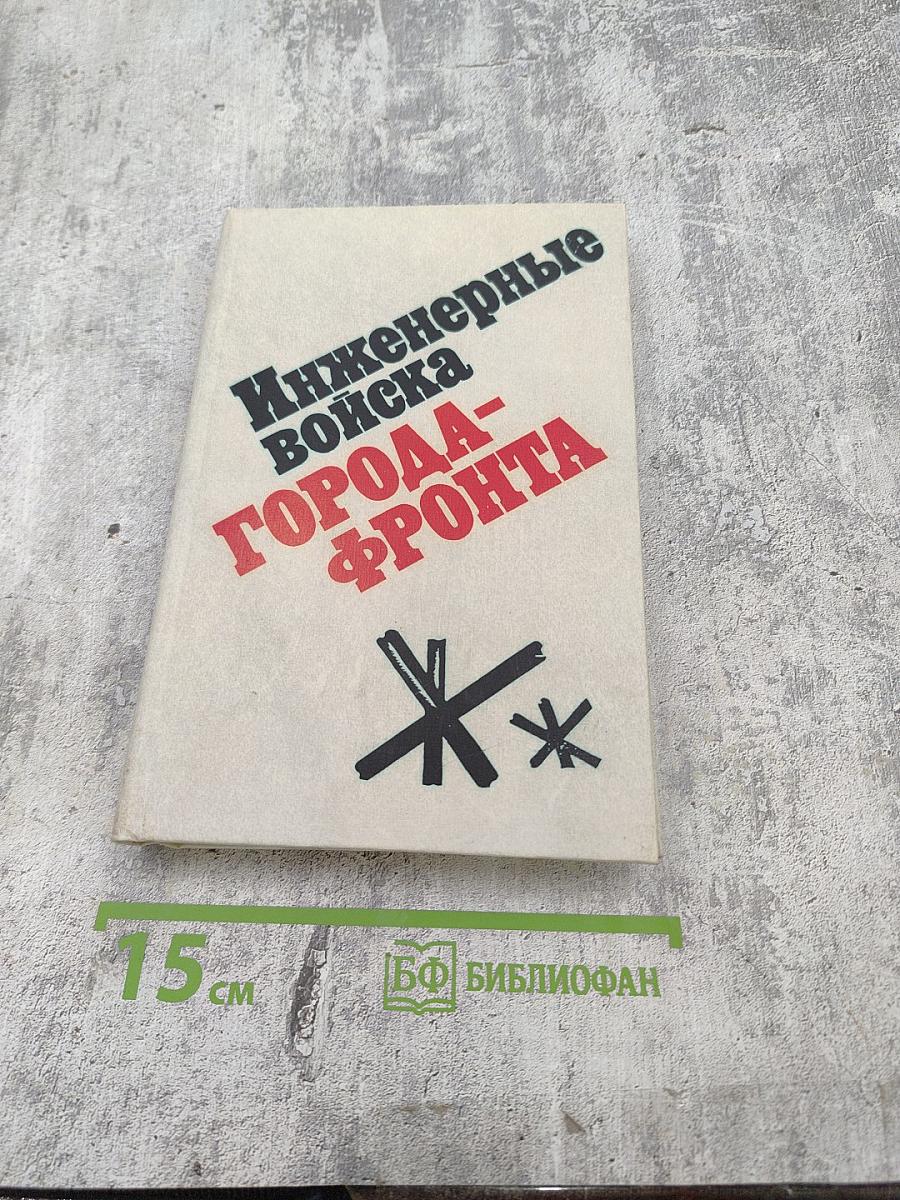 Инженерные
войска
ГОРОДА-
ФРОНТА
15 см
БФ БИБЛИОФАН